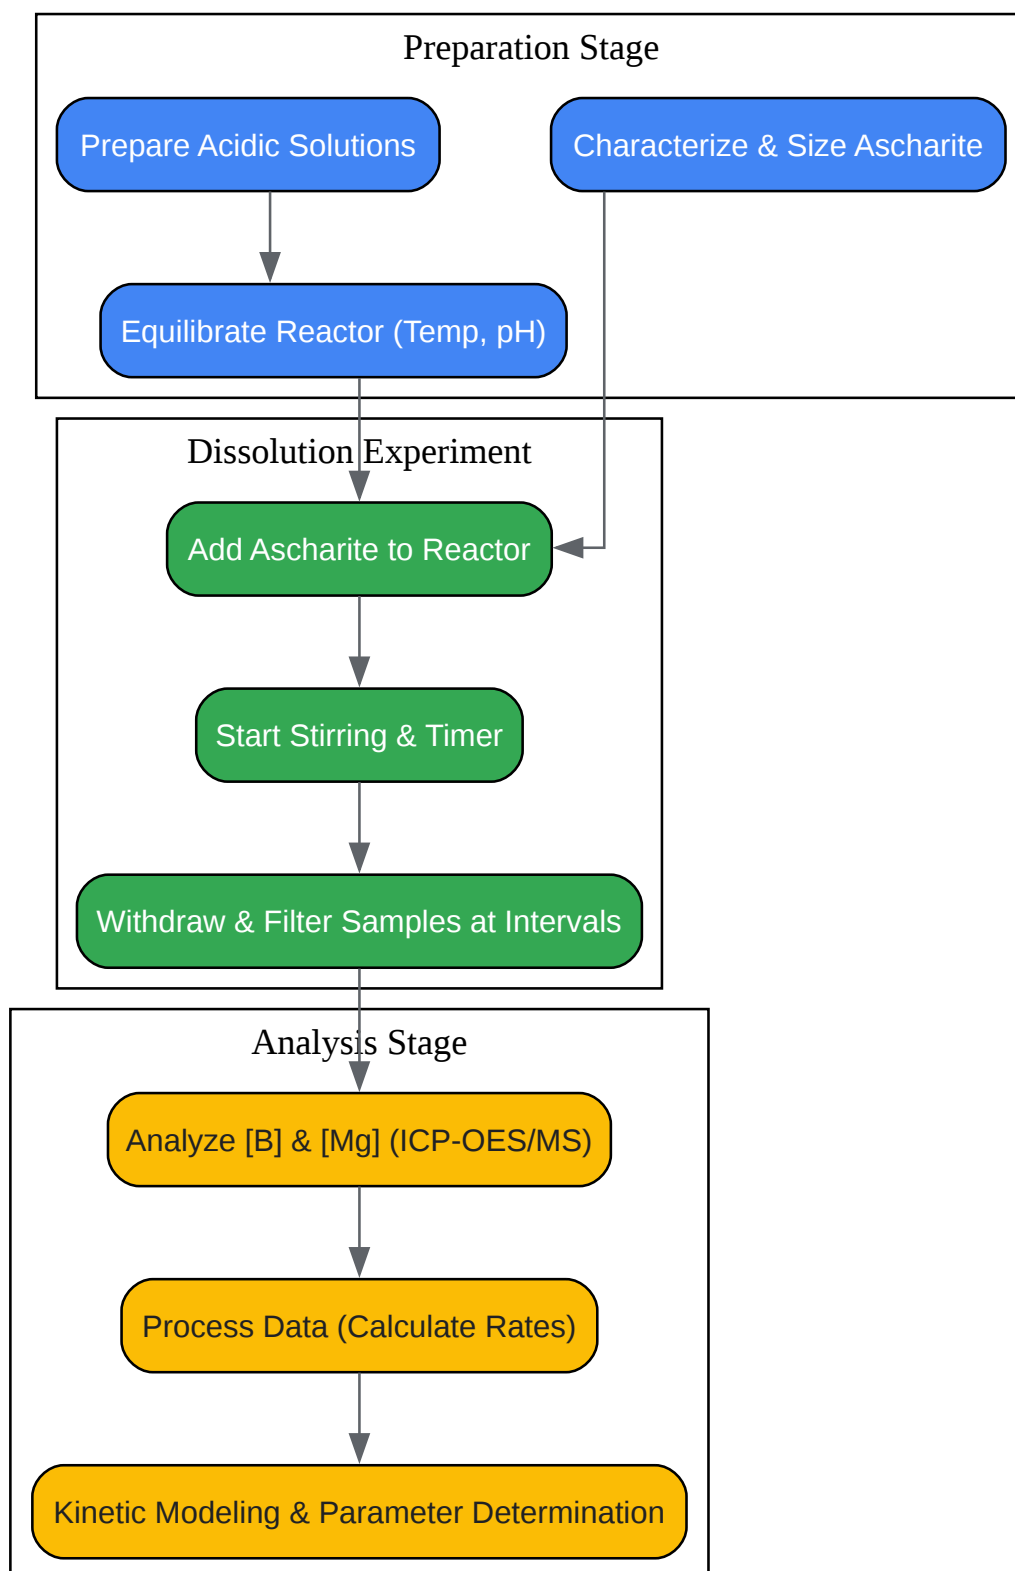 Preparation Stage
Prepare Acidic Solutions
Characterize & Size Ascharite
Equilibrate Reactor (Temp, pH)
Dissolution Experiment
Add Ascharite to Reactor
Start Stirring & Timer
Withdraw & Filter Samples at Intervals
Analysis Stage
Analyze [B] & [Mg] (ICP-OES/MS)
Process Data (Calculate Rates)
Kinetic Modeling & Parameter Determination